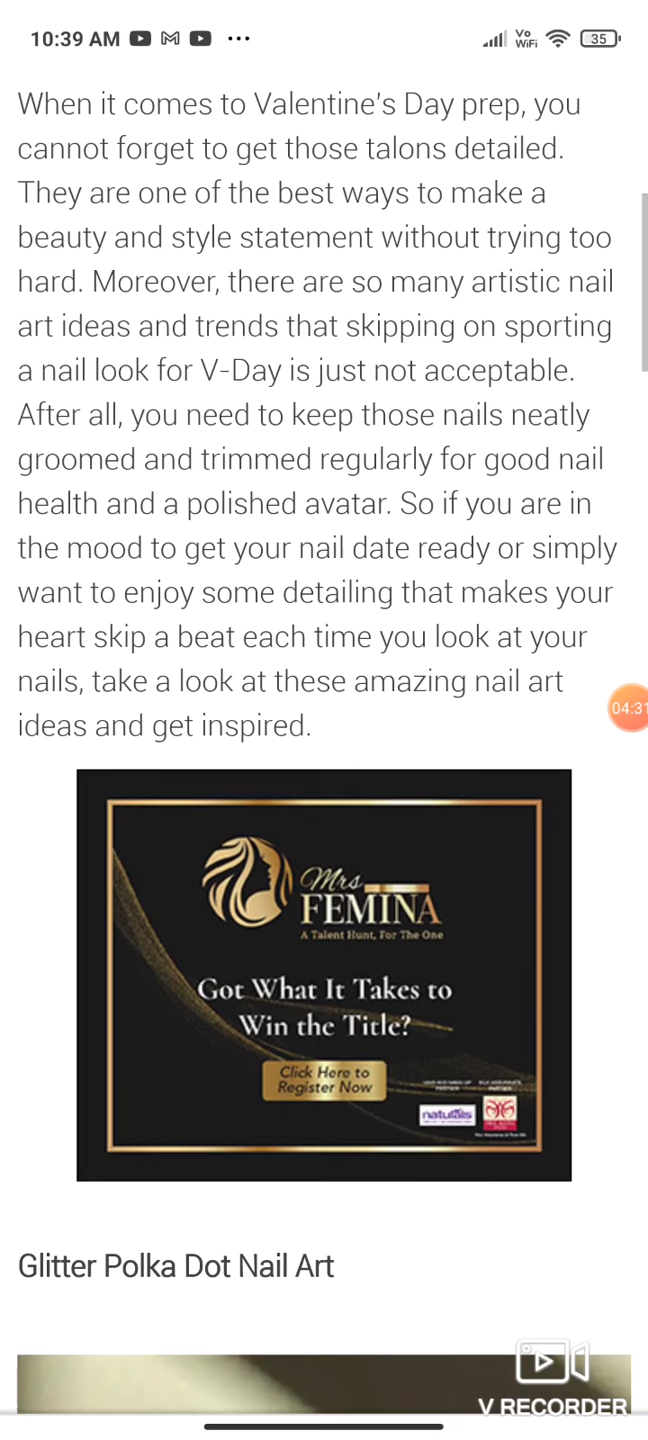 10:39 AM
Vo
WiFi
35
When it comes to Valentine's Day prep, you
cannot forget to get those talons detailed.
They are one of the best ways to make a
beauty and style statement without trying too
hard. Moreover, there are so many artistic nail
art ideas and trends that skipping on sporting
a nail look for V-Day is just not acceptable.
After all, you need to keep those nails neatly
groomed and trimmed regularly for good nail
health and a polished avatar. So if you are in
the mood to get your nail date ready or simply
want to enjoy some detailing that makes your
heart skip a beat each time you look at your
nails, take a look at these amazing nail art
ideas and get inspired.
04:31
Mrs
FEMINA
A Talent Hunt, For The One
Got What It Takes to
Win the Title?
Click Here to
Register Now
naturals
Glitter Polka Dot Nail Art
V RECORDER